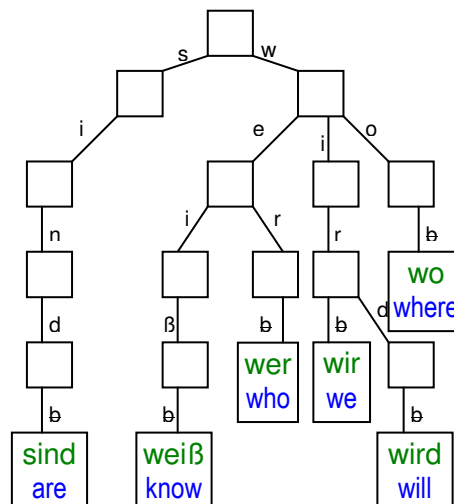 s w
i e i o
n i r r ƀ
wo
where
d ß ƀ ƀ d
wer wir
who we
ƀ ƀ ƀ
sind weiß wird
are know will